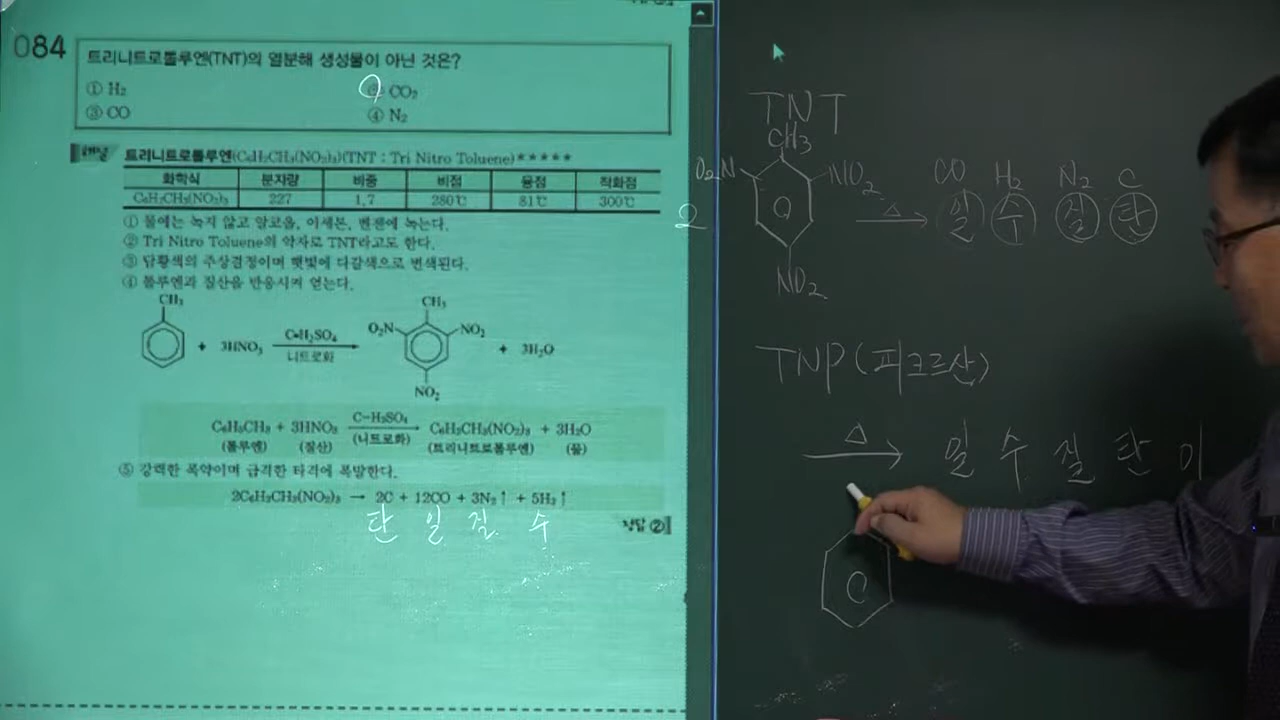 084
트리니트로톨루엔(TNT)의 열분해 생성물이 아닌 것은?
① H₂
② CO₂
③ CO
④ N₂
해설
트리니트로톨루엔(C₆H₂CH₃(NO₂)₃)(TNT : Tri Nitro Toluene)★★★★★
화학식 분자량 비중 비점 융점 착화점
C₆H₂CH₃(NO₂)₃ 227 1.7 280℃ 81℃ 300℃
① 물에는 녹지 않고 알코올, 아세톤, 벤젠에 녹는다.
② Tri Nitro Toluene의 약자로 TNT라고도 한다.
③ 담황색의 주상결정이며 햇빛에 다갈색으로 변색된다.
④ 톨루엔과 질산을 반응시켜 얻는다.
CH₃
+ 3HNO₃
C-H₂SO₄
니트로화
CH₃
O₂N
NO₂
NO₂
+ 3H₂O
C₆H₅CH₃ + 3HNO₃ C-H₂SO₄ C₆H₂CH₃(NO₂)₃ + 3H₂O
(톨루엔) (질산) (니트로화) (트리니트로톨루엔) (물)
⑤ 강력한 폭약이며 급격한 타격에 폭발한다.
2C₆H₂CH₃(NO₂)₃ → 2C + 12CO + 3N₂↑ + 5H₂↑
탄 일 질 수
정답 ②
TNT
CH₃
O₂N
NO₂
NO₂
2
△
CO H₂ N₂ C
일 수 질 탄
TNP(피크르산)
△
일 수 질 탄 이